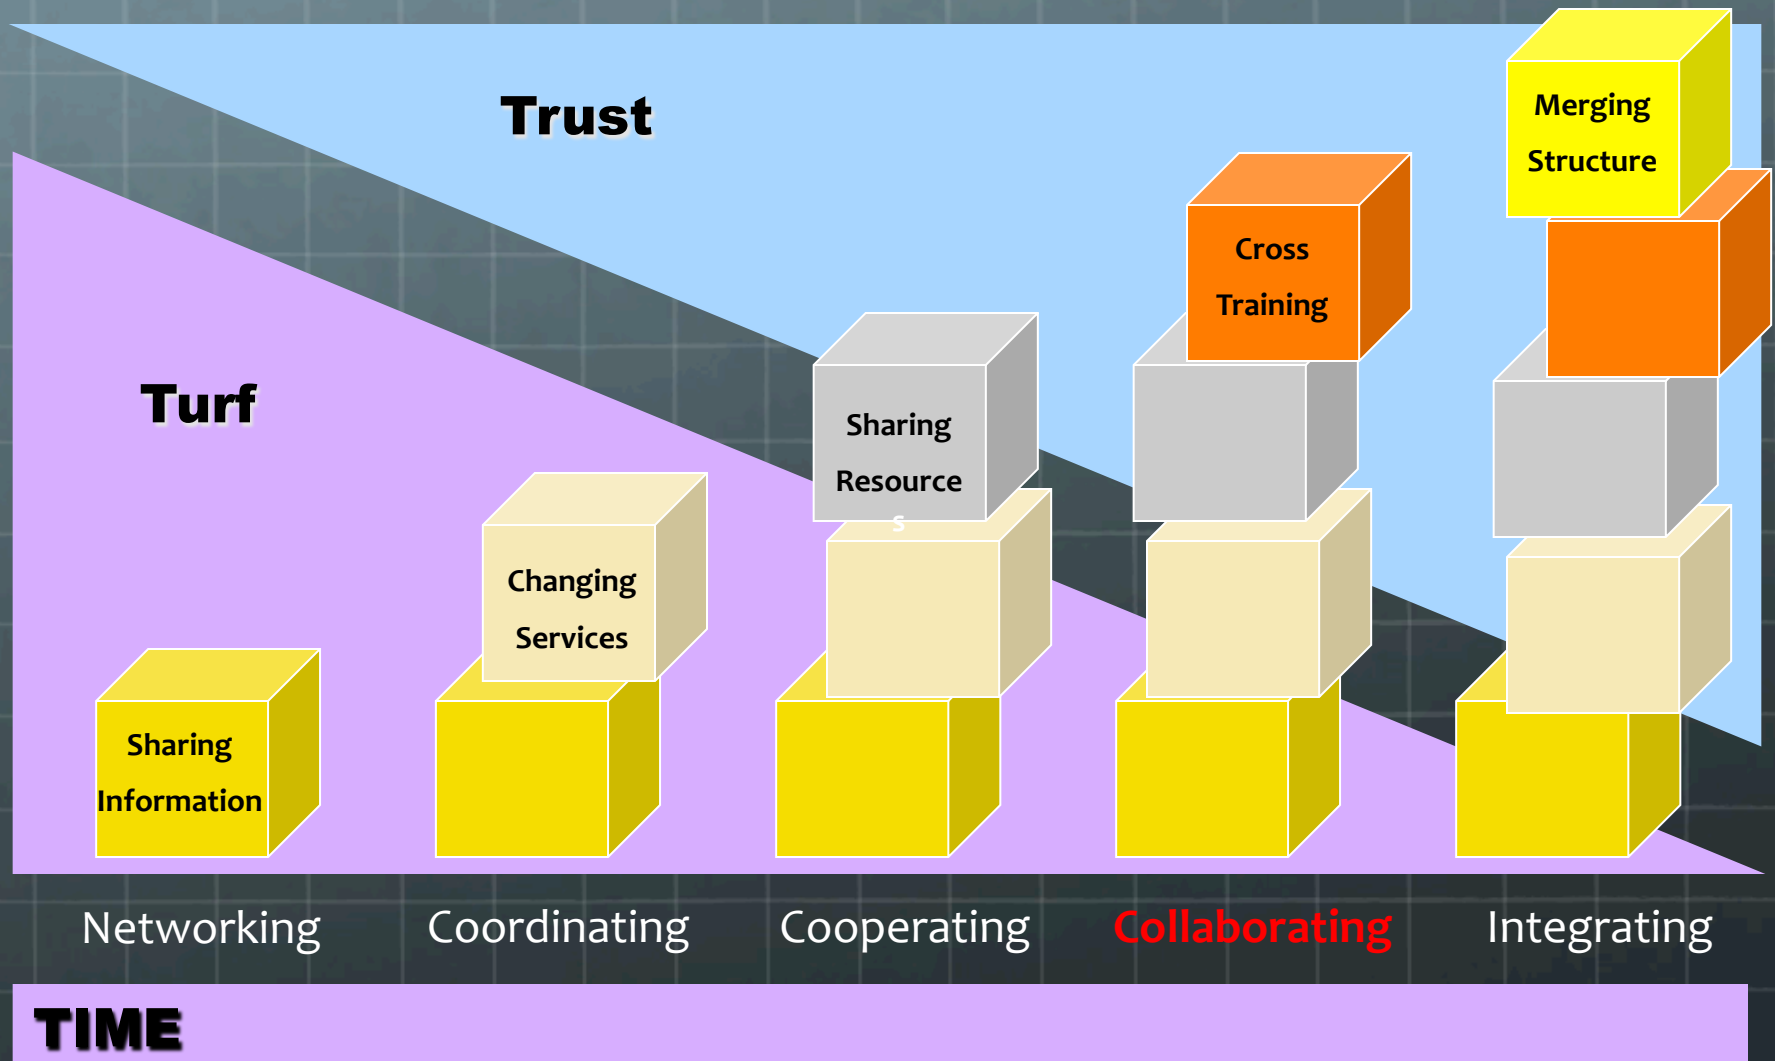 Trust
Merging
Structure
Cross
Training
Turf
Sharing
Resource
s
Changing
Services
Sharing
Information
Networking
Coordinating
Cooperating
Collaborating
Integrating
TIME